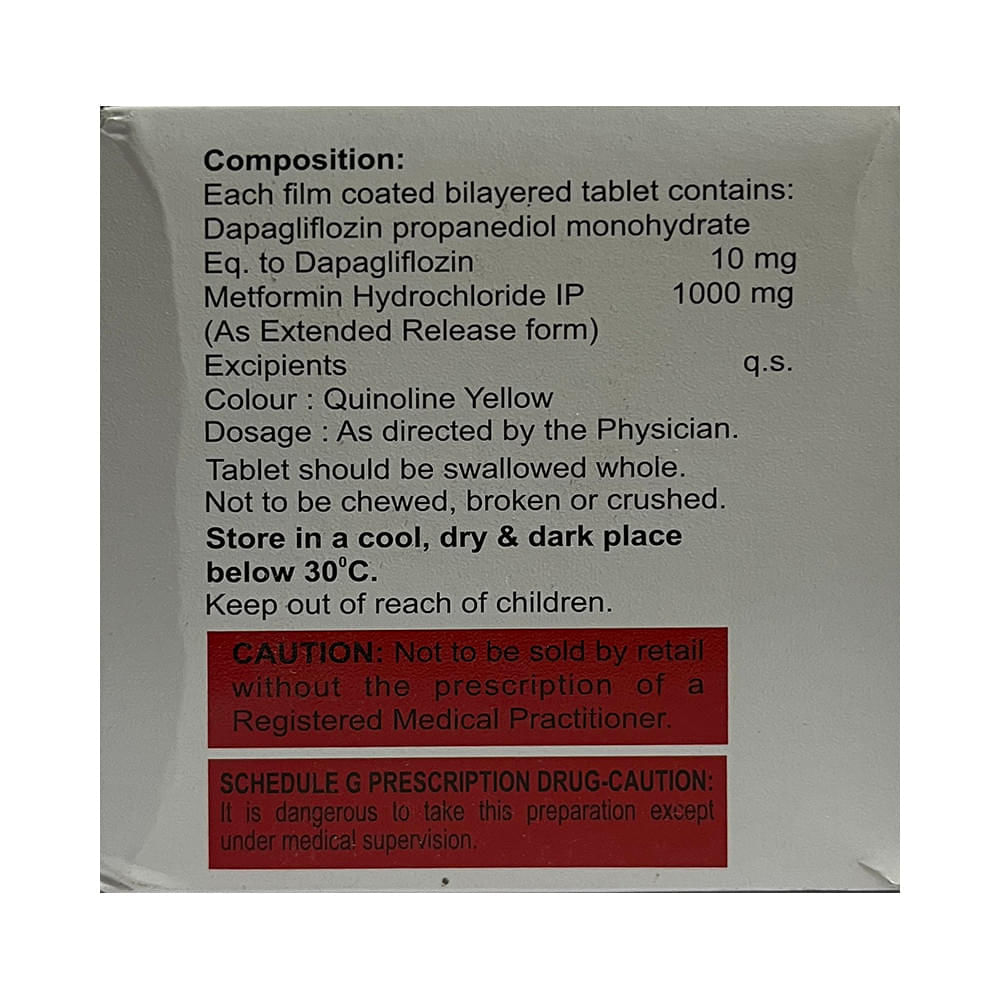 Composition:
Each film coated bilayered tablet contains:
Dapagliflozin propanediol monohydrate
Eq. to Dapagliflozin 10 mg
Metformin Hydrochloride IP 1000 mg
(As Extended Release form)
Excipients q.s.
Colour : Quinoline Yellow
Dosage : As directed by the Physician.
Tablet should be swallowed whole.
Not to be chewed, broken or crushed.
Store in a cool, dry & dark place
below 30⁰C.
Keep out of reach of children.
CAUTION: Not to be sold by retail
without the prescription of a
Registered Medical Practitioner.
SCHEDULE G PRESCRIPTION DRUG-CAUTION:
It is dangerous to take this preparation except
under medical supervision.